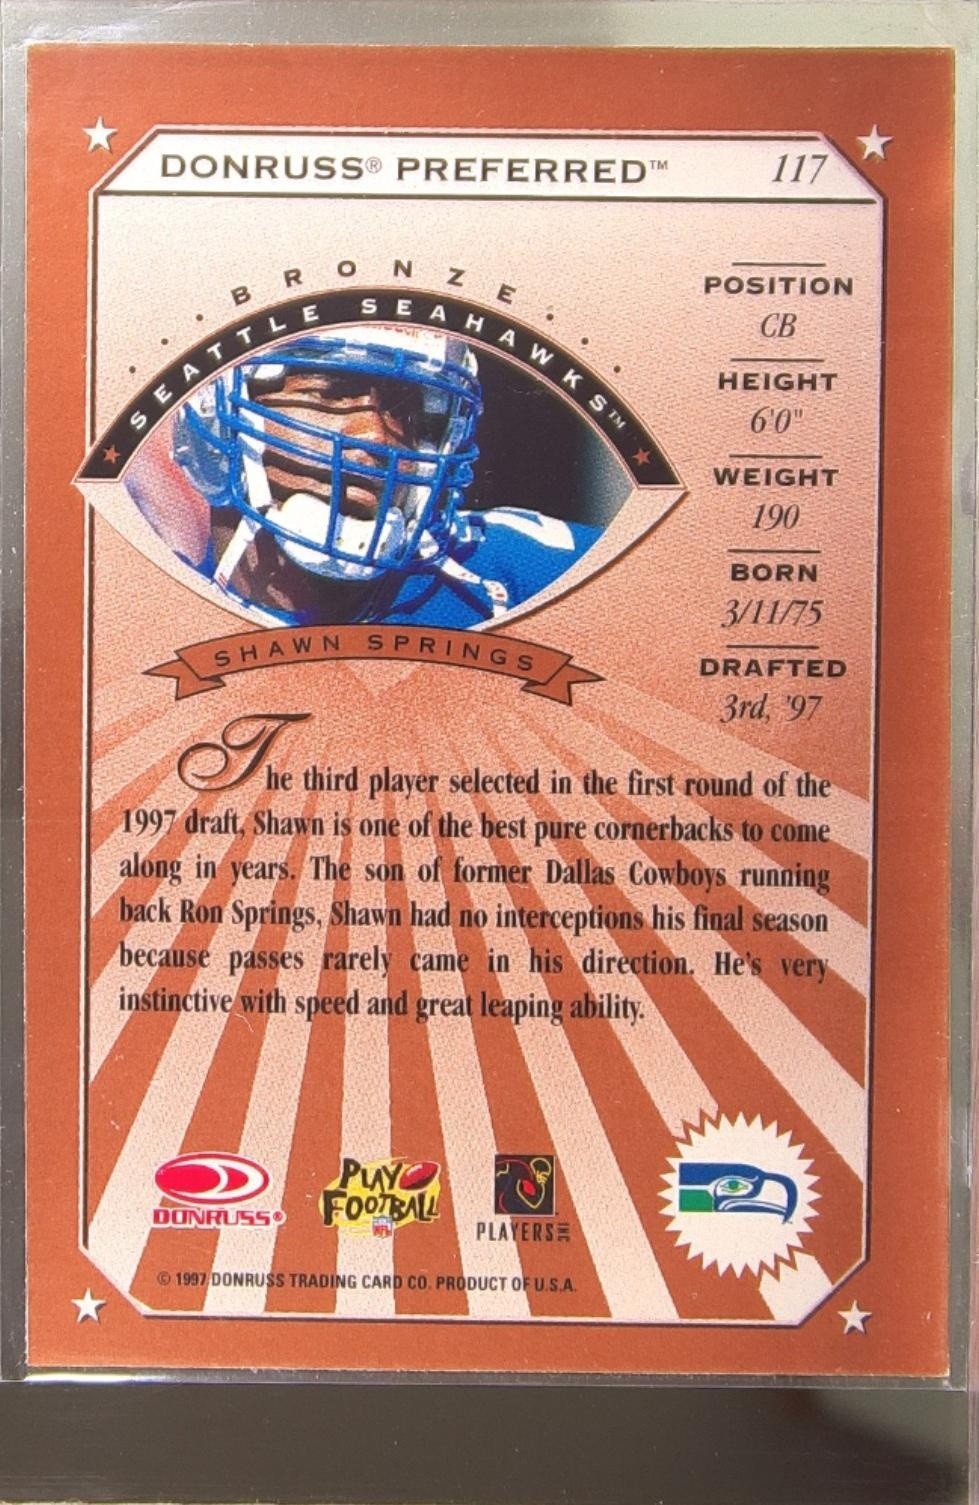 DONRUSS® PREFERRED™ 117
BRONZE
SEATTLE SEAHAWKS™
SHAWN SPRINGS
POSITION
CB
HEIGHT
6'0"
WEIGHT
190
BORN
3/11/75
DRAFTED
3rd, '97
The third player selected in the first round of the
1997 draft, Shawn is one of the best pure cornerbacks to come
along in years. The son of former Dallas Cowboys running
back Ron Springs, Shawn had no interceptions his final season
because passes rarely came in his direction. He's very
instinctive with speed and great leaping ability.
DONRUSS®
PLAY
FOOTBALL
NFL
PLAYERS INC
© 1997 DONRUSS TRADING CARD CO. PRODUCT OF U.S.A.